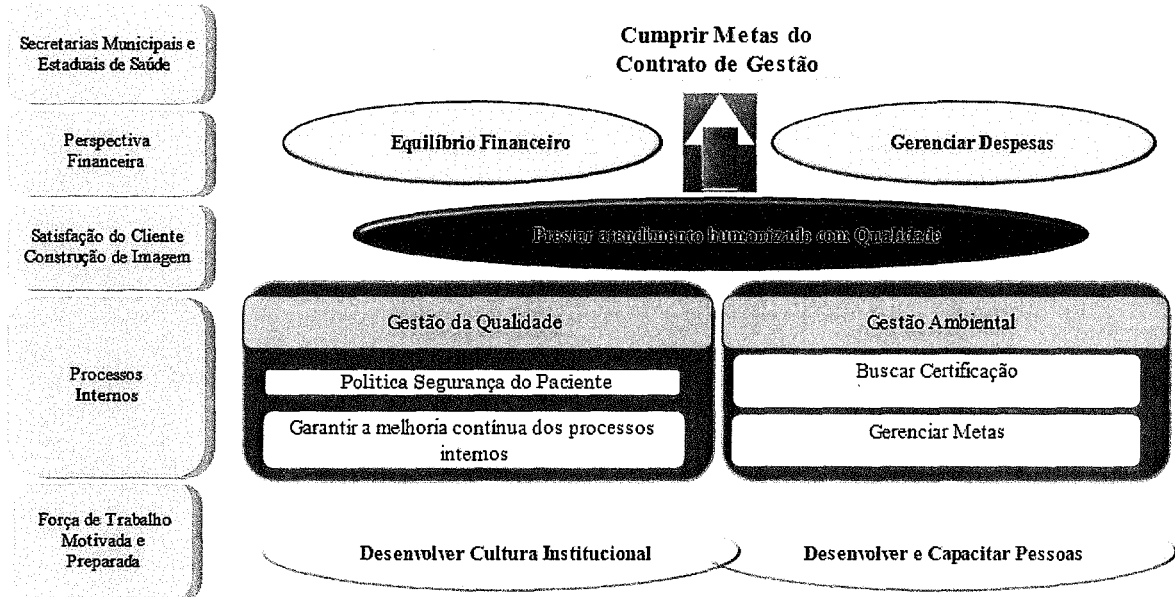 Secretarias Municipais e
Estaduais de Saúde
Cumprir Metas do
Contrato de Gestão
Perspectiva
Financeira
Equilíbrio Financeiro
Gerenciar Despesas
Satisfação do Cliente
Construção de Imagem
Prestar atendimento humanizado com Qualidade
Processos
Internos
Gestão da Qualidade
Politica Segurança do Paciente
Garantir a melhoria contínua dos processos
internos
Gestão Ambiental
Buscar Certificação
Gerenciar Metas
Força de Trabalho
Motivada e
Preparada
Desenvolver Cultura Institucional
Desenvolver e Capacitar Pessoas